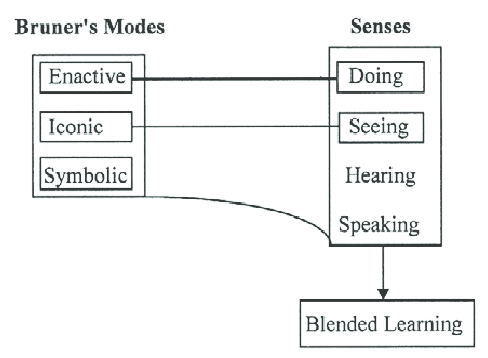 Bruner's Modes
Senses
Enactive
Doing
Iconic
Seeing
Symbolic
Hearing
Speaking
Blended Learning